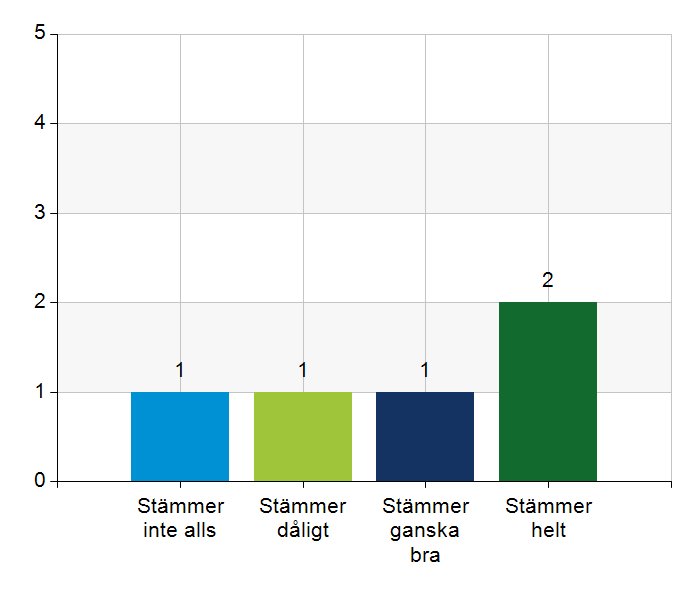 5
4
3
2
1
0
1
1
1
2
Stämmer
inte alls
Stämmer
dåligt
Stämmer
ganska
bra
Stämmer
helt